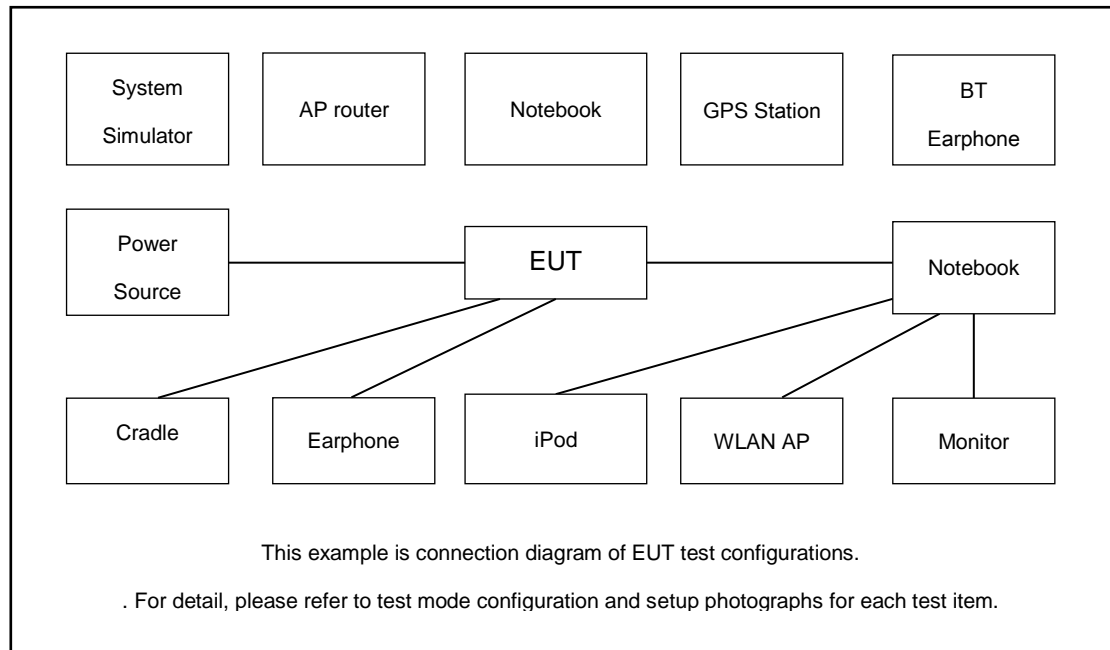 System
Simulator
AP router
Notebook
GPS Station
BT
Earphone
Power
Source
EUT
Notebook
Cradle
Earphone
iPod
WLAN AP
Monitor
This example is connection diagram of EUT test configurations.
. For detail, please refer to test mode configuration and setup photographs for each test item.